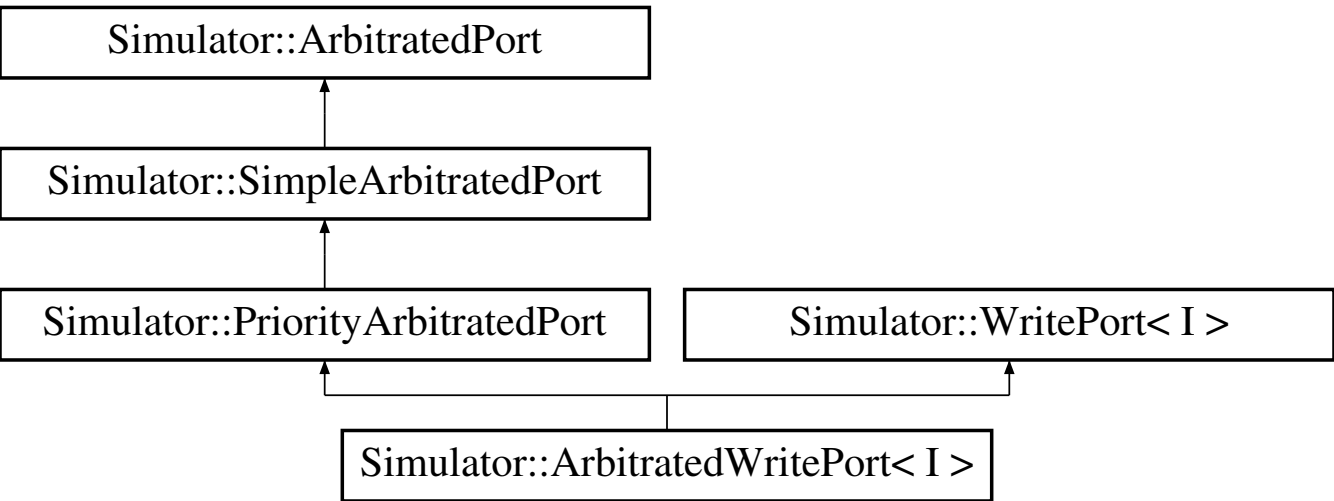 Simulator::ArbitratedPort
Simulator::SimpleArbitratedPort
Simulator::PriorityArbitratedPort
Simulator::WritePort< I >
Simulator::ArbitratedWritePort< I >